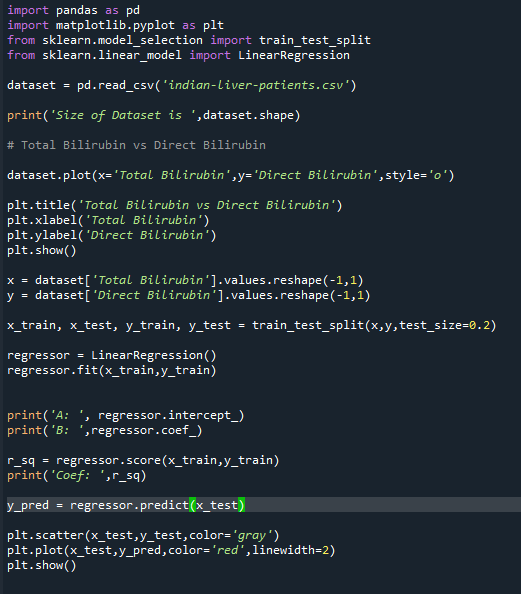 import pandas as pd
import matplotlib.pyplot as plt
from sklearn.model_selection import train_test_split
from sklearn.linear_model import LinearRegression
dataset = pd.read_csv('indian-liver-patients.csv')
print('Size of Dataset is ',dataset.shape)
# Total Bilirubin vs Direct Bilirubin
dataset.plot(x='Total Bilirubin',y='Direct Bilirubin',style='o')
plt.title('Total Bilirubin vs Direct Bilirubin')
plt.xlabel('Total Bilirubin')
plt.ylabel('Direct Bilirubin')
plt.show()
x = dataset['Total Bilirubin'].values.reshape(-1,1)
y = dataset['Direct Bilirubin'].values.reshape(-1,1)
x_train, x_test, y_train, y_test = train_test_split(x,y,test_size=0.2)
regressor = LinearRegression()
regressor.fit(x_train,y_train)
print('A: ', regressor.intercept_)
print('B: ',regressor.coef_)
r_sq = regressor.score(x_train,y_train)
print('Coef: ',r_sq)
y_pred = regressor.predict(x_test)
plt.scatter(x_test,y_test,color='gray')
plt.plot(x_test,y_pred,color='red',linewidth=2)
plt.show()